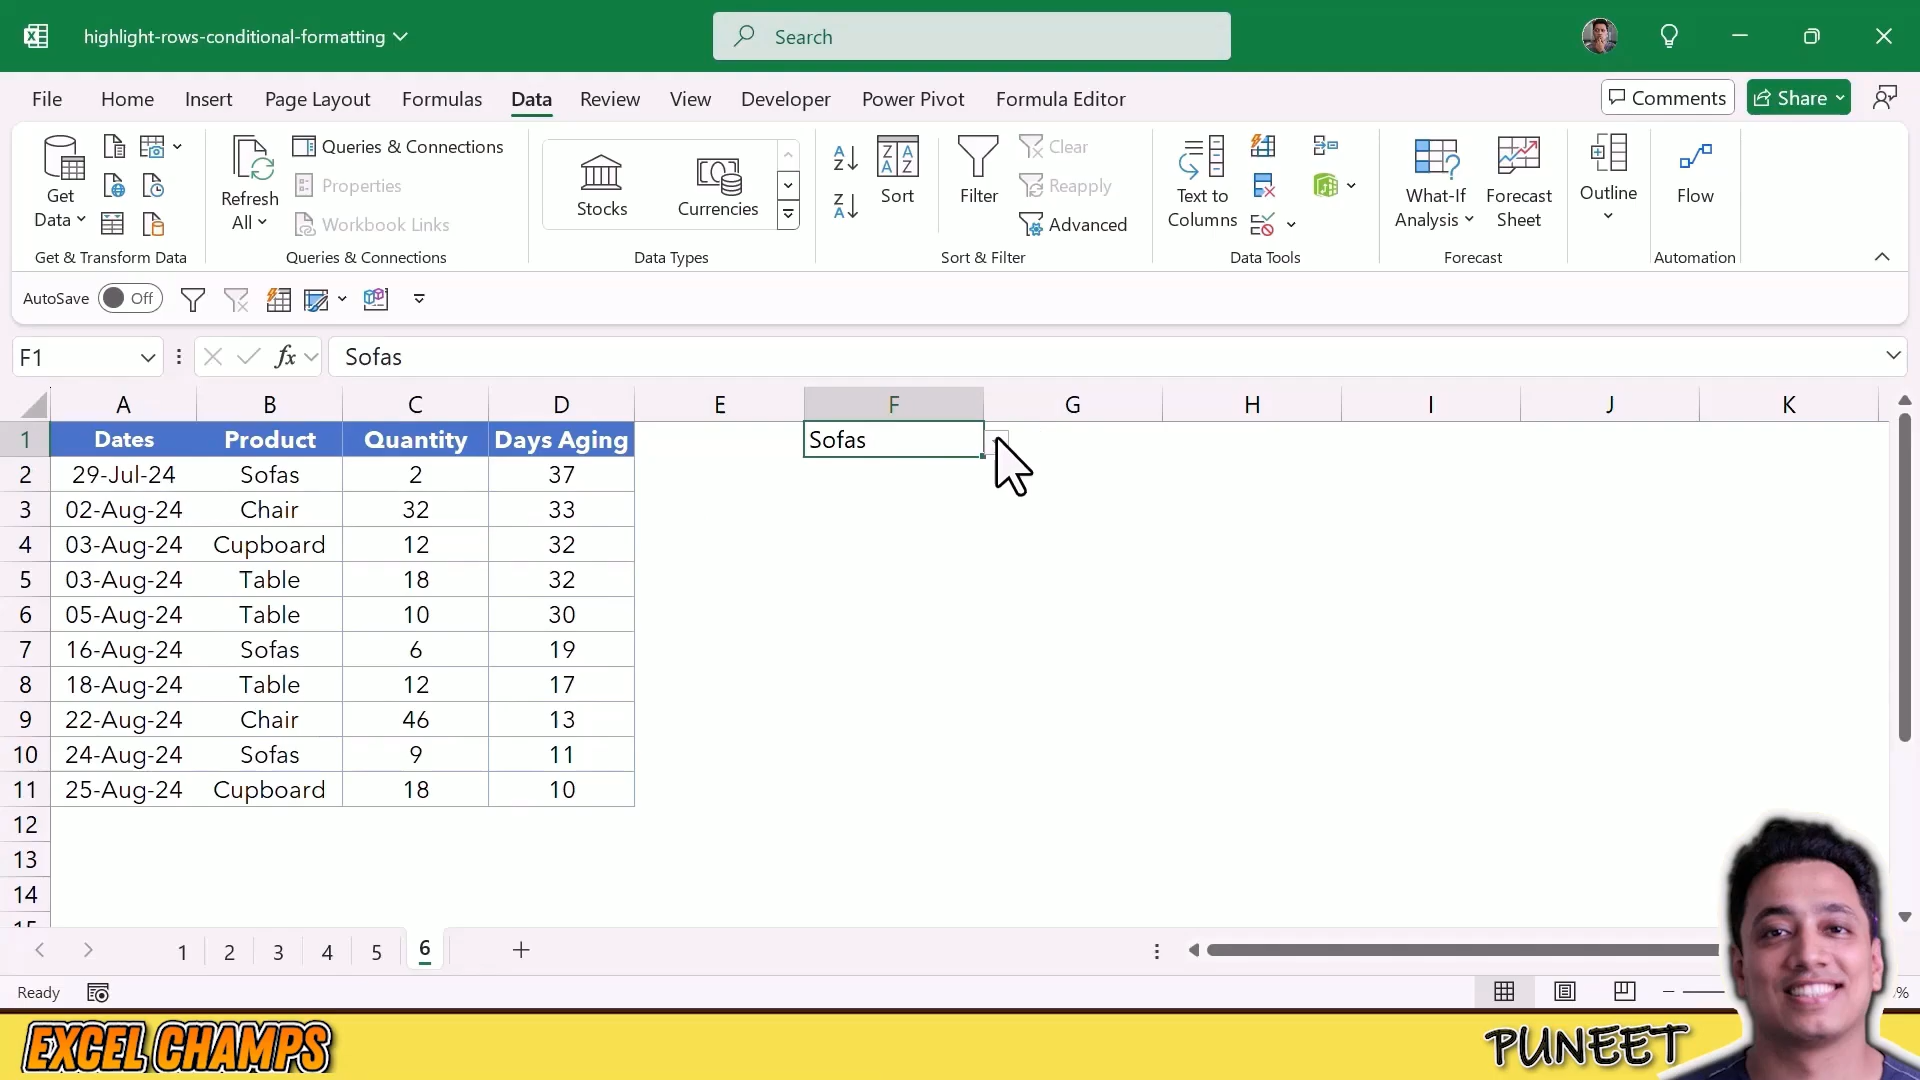 highlight-rows-conditional-formatting
Search
File Home Insert Page Layout Formulas Data Review View Developer Power Pivot Formula Editor
Comments Share
Get Data
Refresh All
Queries & Connections
Properties
Workbook Links
Stocks
Currencies
Sort
Filter
Clear
Reapply
Advanced
Text to Columns
What-If Analysis
Forecast Sheet
Outline
Flow
Get & Transform Data Queries & Connections Data Types Sort & Filter Data Tools Forecast Automation
AutoSave Off
F1 fx Sofas
A B C D E F G H I J K
1 Dates Product Quantity Days Aging Sofas
2 29-Jul-24 Sofas 2 37
3 02-Aug-24 Chair 32 33
4 03-Aug-24 Cupboard 12 32
5 03-Aug-24 Table 18 32
6 05-Aug-24 Table 10 30
7 16-Aug-24 Sofas 6 19
8 18-Aug-24 Table 12 17
9 22-Aug-24 Chair 46 13
10 24-Aug-24 Sofas 9 11
11 25-Aug-24 Cupboard 18 10
12
13
14
15
1 2 3 4 5 6
Ready %
EXCEL CHAMPS PUNEET